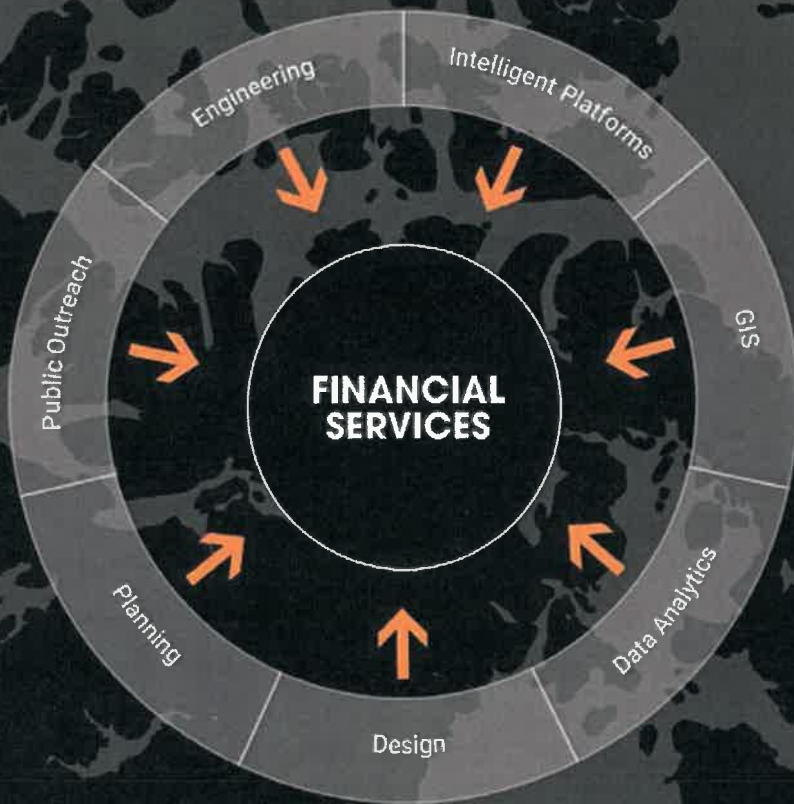 Engineering
Intelligent Platforms
Public Outreach
GIS
FINANCIAL
SERVICES
Planning
Data Analytics
Design